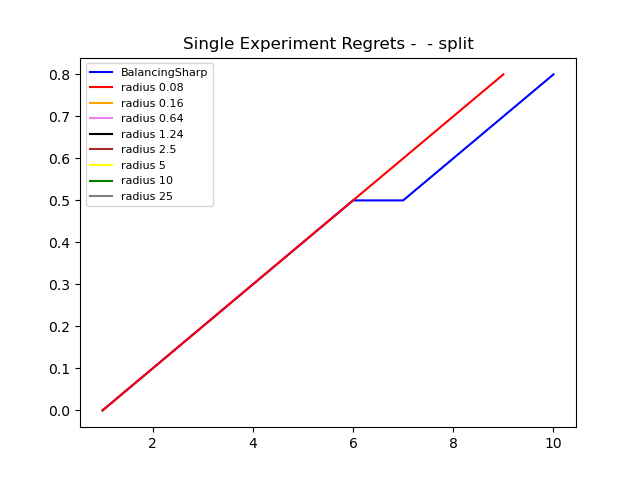 Single Experiment Regrets -  - split
BalancingSharp
radius 0.08
radius 0.16
radius 0.64
radius 1.24
radius 2.5
radius 5
radius 10
radius 25
0.8
0.7
0.6
0.5
0.4
0.3
0.2
0.1
0.0
2 4 6 8 10